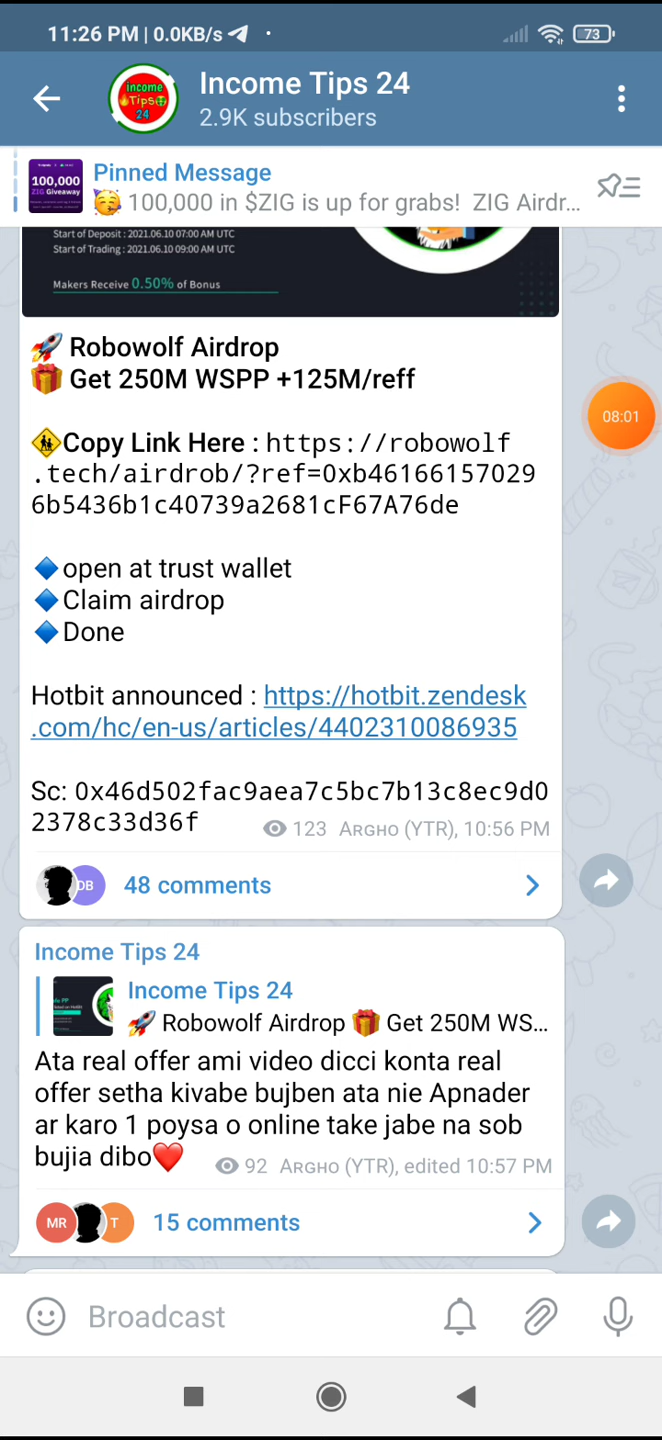 11:26 PM | 0.0KB/s
73
income
Tips
24
Income Tips 24
2.9K subscribers
100,000
ZIG Giveaway
Pinned Message
🥳 100,000 in $ZIG is up for grabs!  ZIG Airdr...
Start of Deposit : 2021.06.10 07:00 AM UTC
Start of Trading : 2021.06.10 09:00 AM UTC
Makers Receive 0.50% of Bonus
🚀 Robowolf Airdrop
🎁 Get 250M WSPP +125M/reff
08:01
🚸Copy Link Here : https://robowolf
.tech/airdrob/?ref=0xb46166157029
6b5436b1c40739a2681cF67A76de
🔹open at trust wallet
🔹Claim airdrop
🔹Done
Hotbit announced : https://hotbit.zendesk
.com/hc/en-us/articles/4402310086935
Sc: 0x46d502fac9aea7c5bc7b13c8ec9d0
2378c33d36f
123 ARGHO (YTR), 10:56 PM
DB
48 comments
Income Tips 24
Income Tips 24
🚀 Robowolf Airdrop 🎁 Get 250M WS...
Ata real offer ami video dicci konta real
offer setha kivabe bujben ata nie Apnader
ar karo 1 poysa o online take jabe na sob
bujia dibo❤️
92 ARGHO (YTR), edited 10:57 PM
MR
T
15 comments
Broadcast